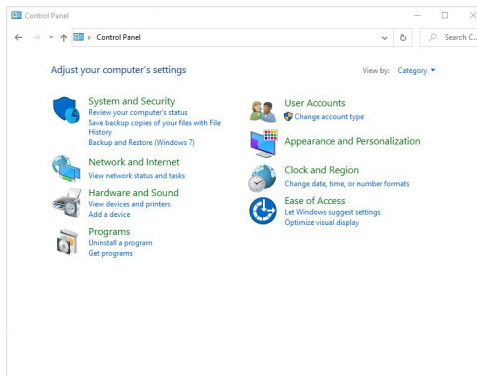 Control Panel
Control Panel
Search C...
Adjust your computer's settings
View by: Category
System and Security
Review your computer's status
Save backup copies of your files with File
History
Backup and Restore (Windows 7)
Network and Internet
View network status and tasks
Hardware and Sound
View devices and printers
Add a device
Programs
Uninstall a program
Get programs
User Accounts
Change account type
Appearance and Personalization
Clock and Region
Change date, time, or number formats
Ease of Access
Let Windows suggest settings
Optimize visual display